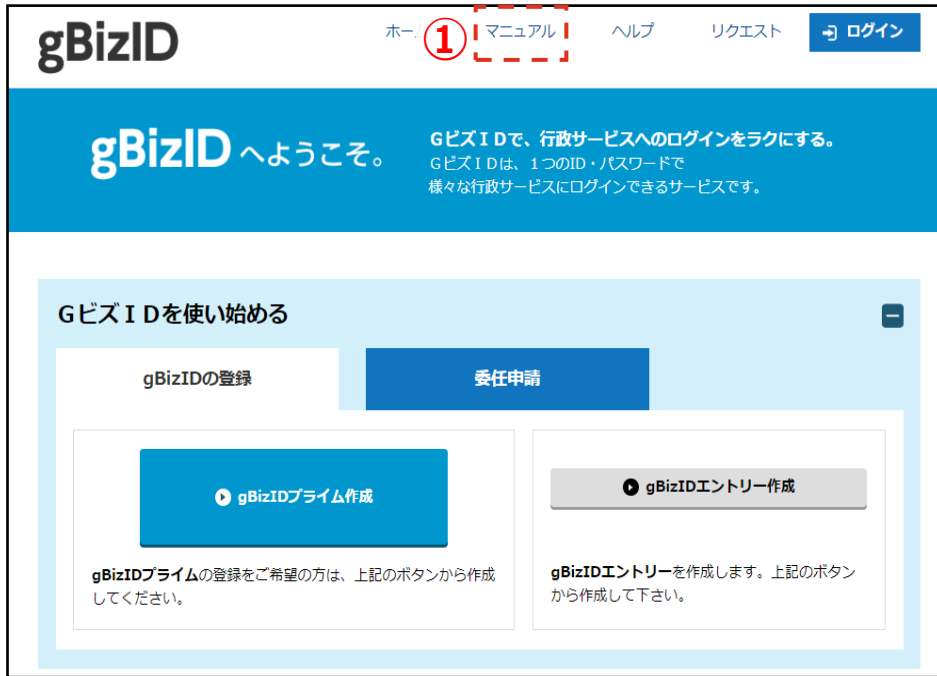 gBizID
ホー
①
マニュアル
ヘルプ
リクエスト
ログイン
gBizID へようこそ。
GビズIDで、行政サービスへのログインをラクにする。
GビズIDは、1つのID・パスワードで
様々な行政サービスにログインできるサービスです。
GビズIDを使い始める
gBizIDの登録
委任申請
gBizIDプライム作成
gBizIDプライムの登録をご希望の方は、上記のボタンから作成
してください。
gBizIDエントリー作成
gBizIDエントリーを作成します。上記のボタン
から作成して下さい。